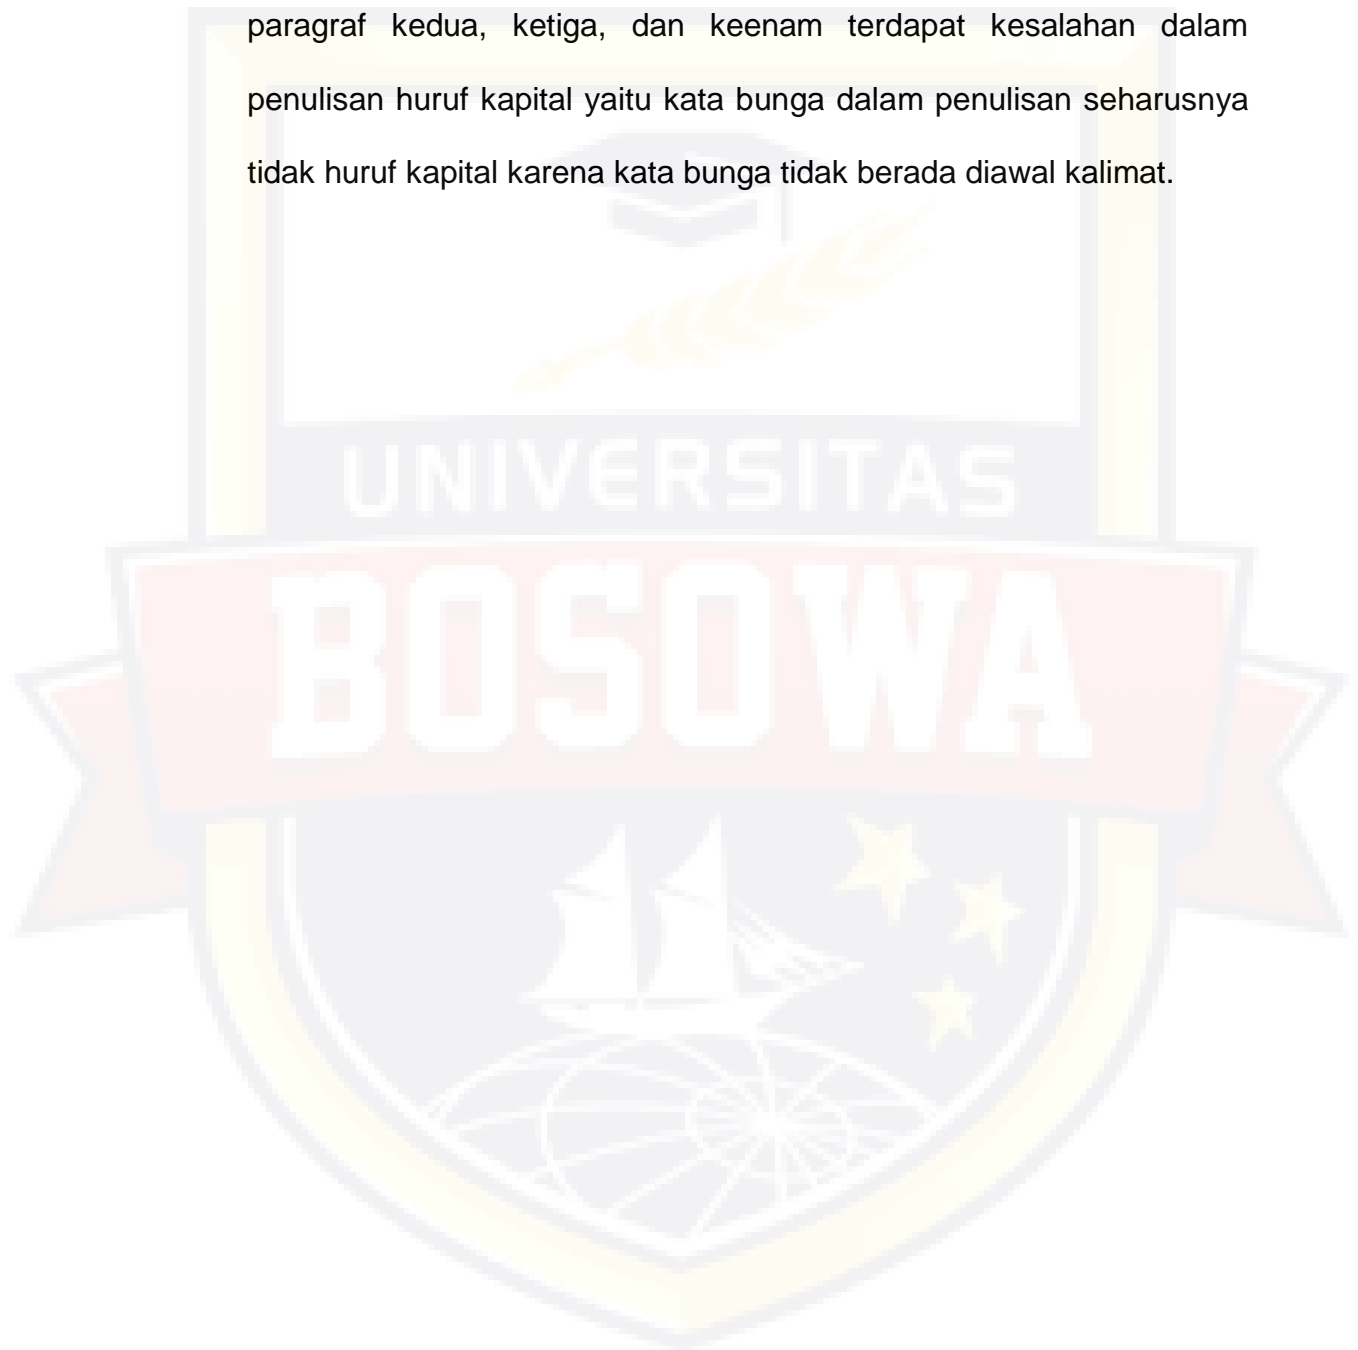 paragraf kedua, ketiga, dan keenam terdapat kesalahan dalam
penulisan huruf kapital yaitu kata bunga dalam penulisan seharusnya
tidak huruf kapital karena kata bunga tidak berada diawal kalimat.
UNIVERSITAS
BOSOWA